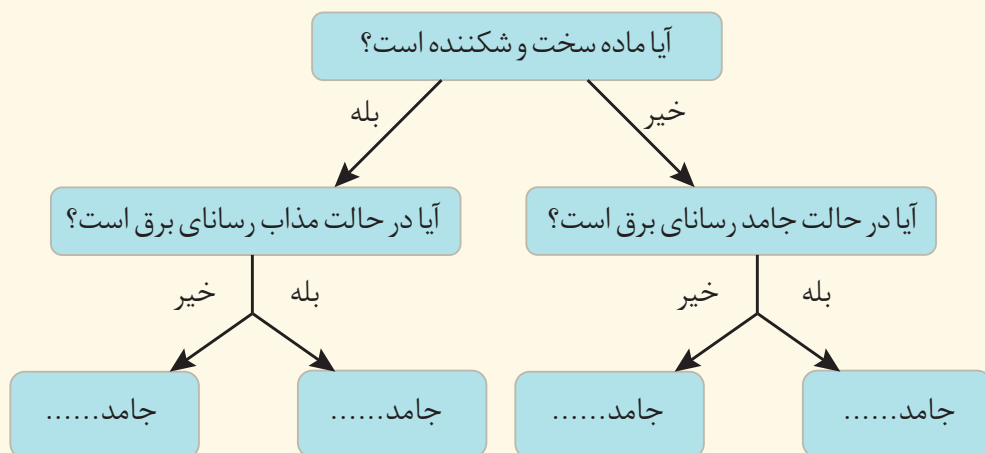 آیا ماده سخت و شکننده است؟
خیر
بله
آیا در حالت جامد رسانای برق است؟
آیا در حالت مذاب رسانای برق است؟
بله
خیر
بله
خیر
جامد......
جامد......
جامد......
جامد......